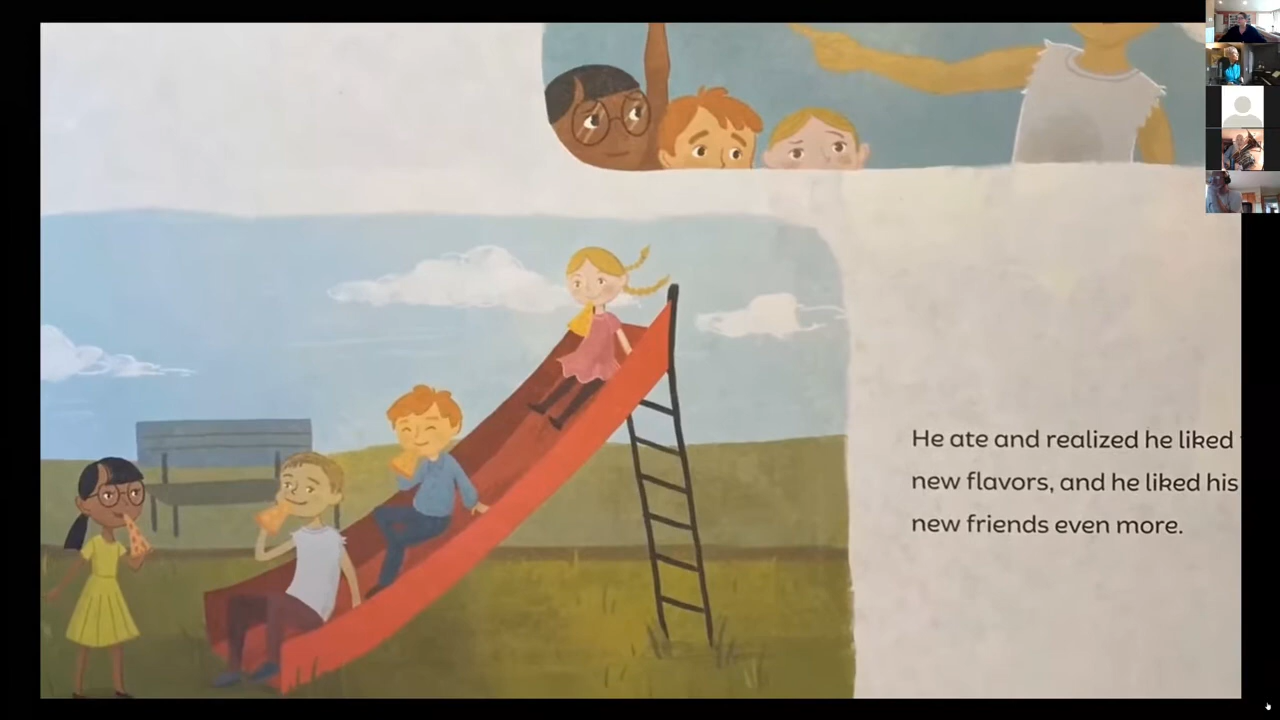 He ate and realized he liked
new flavors, and he liked his
new friends even more.